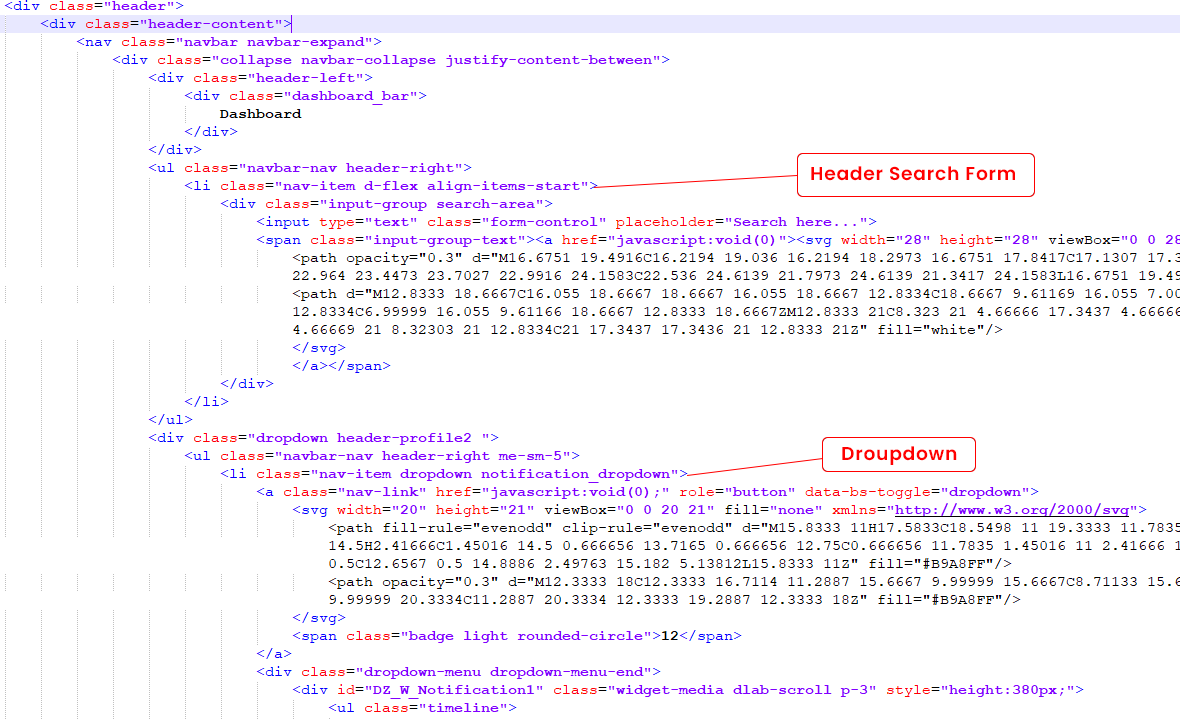 <div class="header">
<div class="header-content">
<nav class="navbar navbar-expand">
<div class="collapse navbar-collapse justify-content-between">
<div class="header-left">
<div class="dashboard_bar">
Dashboard
</div>
</div>
<ul class="navbar-nav header-right">
<li class="nav-item d-flex align-items-start">
Header Search Form
<div class="input-group search-area">
<input type="text" class="form-control" placeholder="Search here...">
<span class="input-group-text"><a href="javascript:void(0)"><svg width="28" height="28" viewBox="0 0 28
<path opacity="0.3" d="M16.6751 19.4916C16.2194 19.036 16.2194 18.2973 16.6751 17.8417C17.1307 17.3
22.964 23.4473 23.7027 22.9916 24.1583C22.536 24.6139 21.7973 24.6139 21.3417 24.1583L16.6751 19.49
<path d="M12.8333 18.6667C16.055 18.6667 18.6667 16.055 18.6667 12.8334C18.6667 9.61169 16.055 7.00
12.8334C6.99999 16.055 9.61166 18.6667 12.8333 18.6667ZM12.8333 21C8.323 21 4.66666 17.3437 4.66666
4.66669 21 8.32303 21 12.8334C21 17.3437 17.3436 21 12.8333 21Z" fill="white"/>
</svg>
</a></span>
</div>
</li>
</ul>
<div class="dropdown header-profile2 ">
<ul class="navbar-nav header-right me-sm-5">
<li class="nav-item dropdown notification_dropdown">
Droupdown
<a class="nav-link" href="javascript:void(0);" role="button" data-bs-toggle="dropdown">
<svg width="20" height="21" viewBox="0 0 20 21" fill="none" xmlns="http://www.w3.org/2000/svg">
<path fill-rule="evenodd" clip-rule="evenodd" d="M15.8333 11H17.5833C18.5498 11 19.3333 11.7835
14.5H2.41666C1.45016 14.5 0.666656 13.7165 0.666656 12.75C0.666656 11.7835 1.45016 11 2.41666 1
0.5C12.6567 0.5 14.8886 2.49763 15.182 5.13812L15.8333 11Z" fill="#B9A8FF"/>
<path opacity="0.3" d="M12.3333 18C12.3333 16.7114 11.2887 15.6667 9.99999 15.6667C8.71133 15.6
9.99999 20.3334C11.2887 20.3334 12.3333 19.2887 12.3333 18Z" fill="#B9A8FF"/>
</svg>
<span class="badge light rounded-circle">12</span>
</a>
<div class="dropdown-menu dropdown-menu-end">
<div id="DZ_W_Notification1" class="widget-media dlab-scroll p-3" style="height:380px;">
<ul class="timeline">